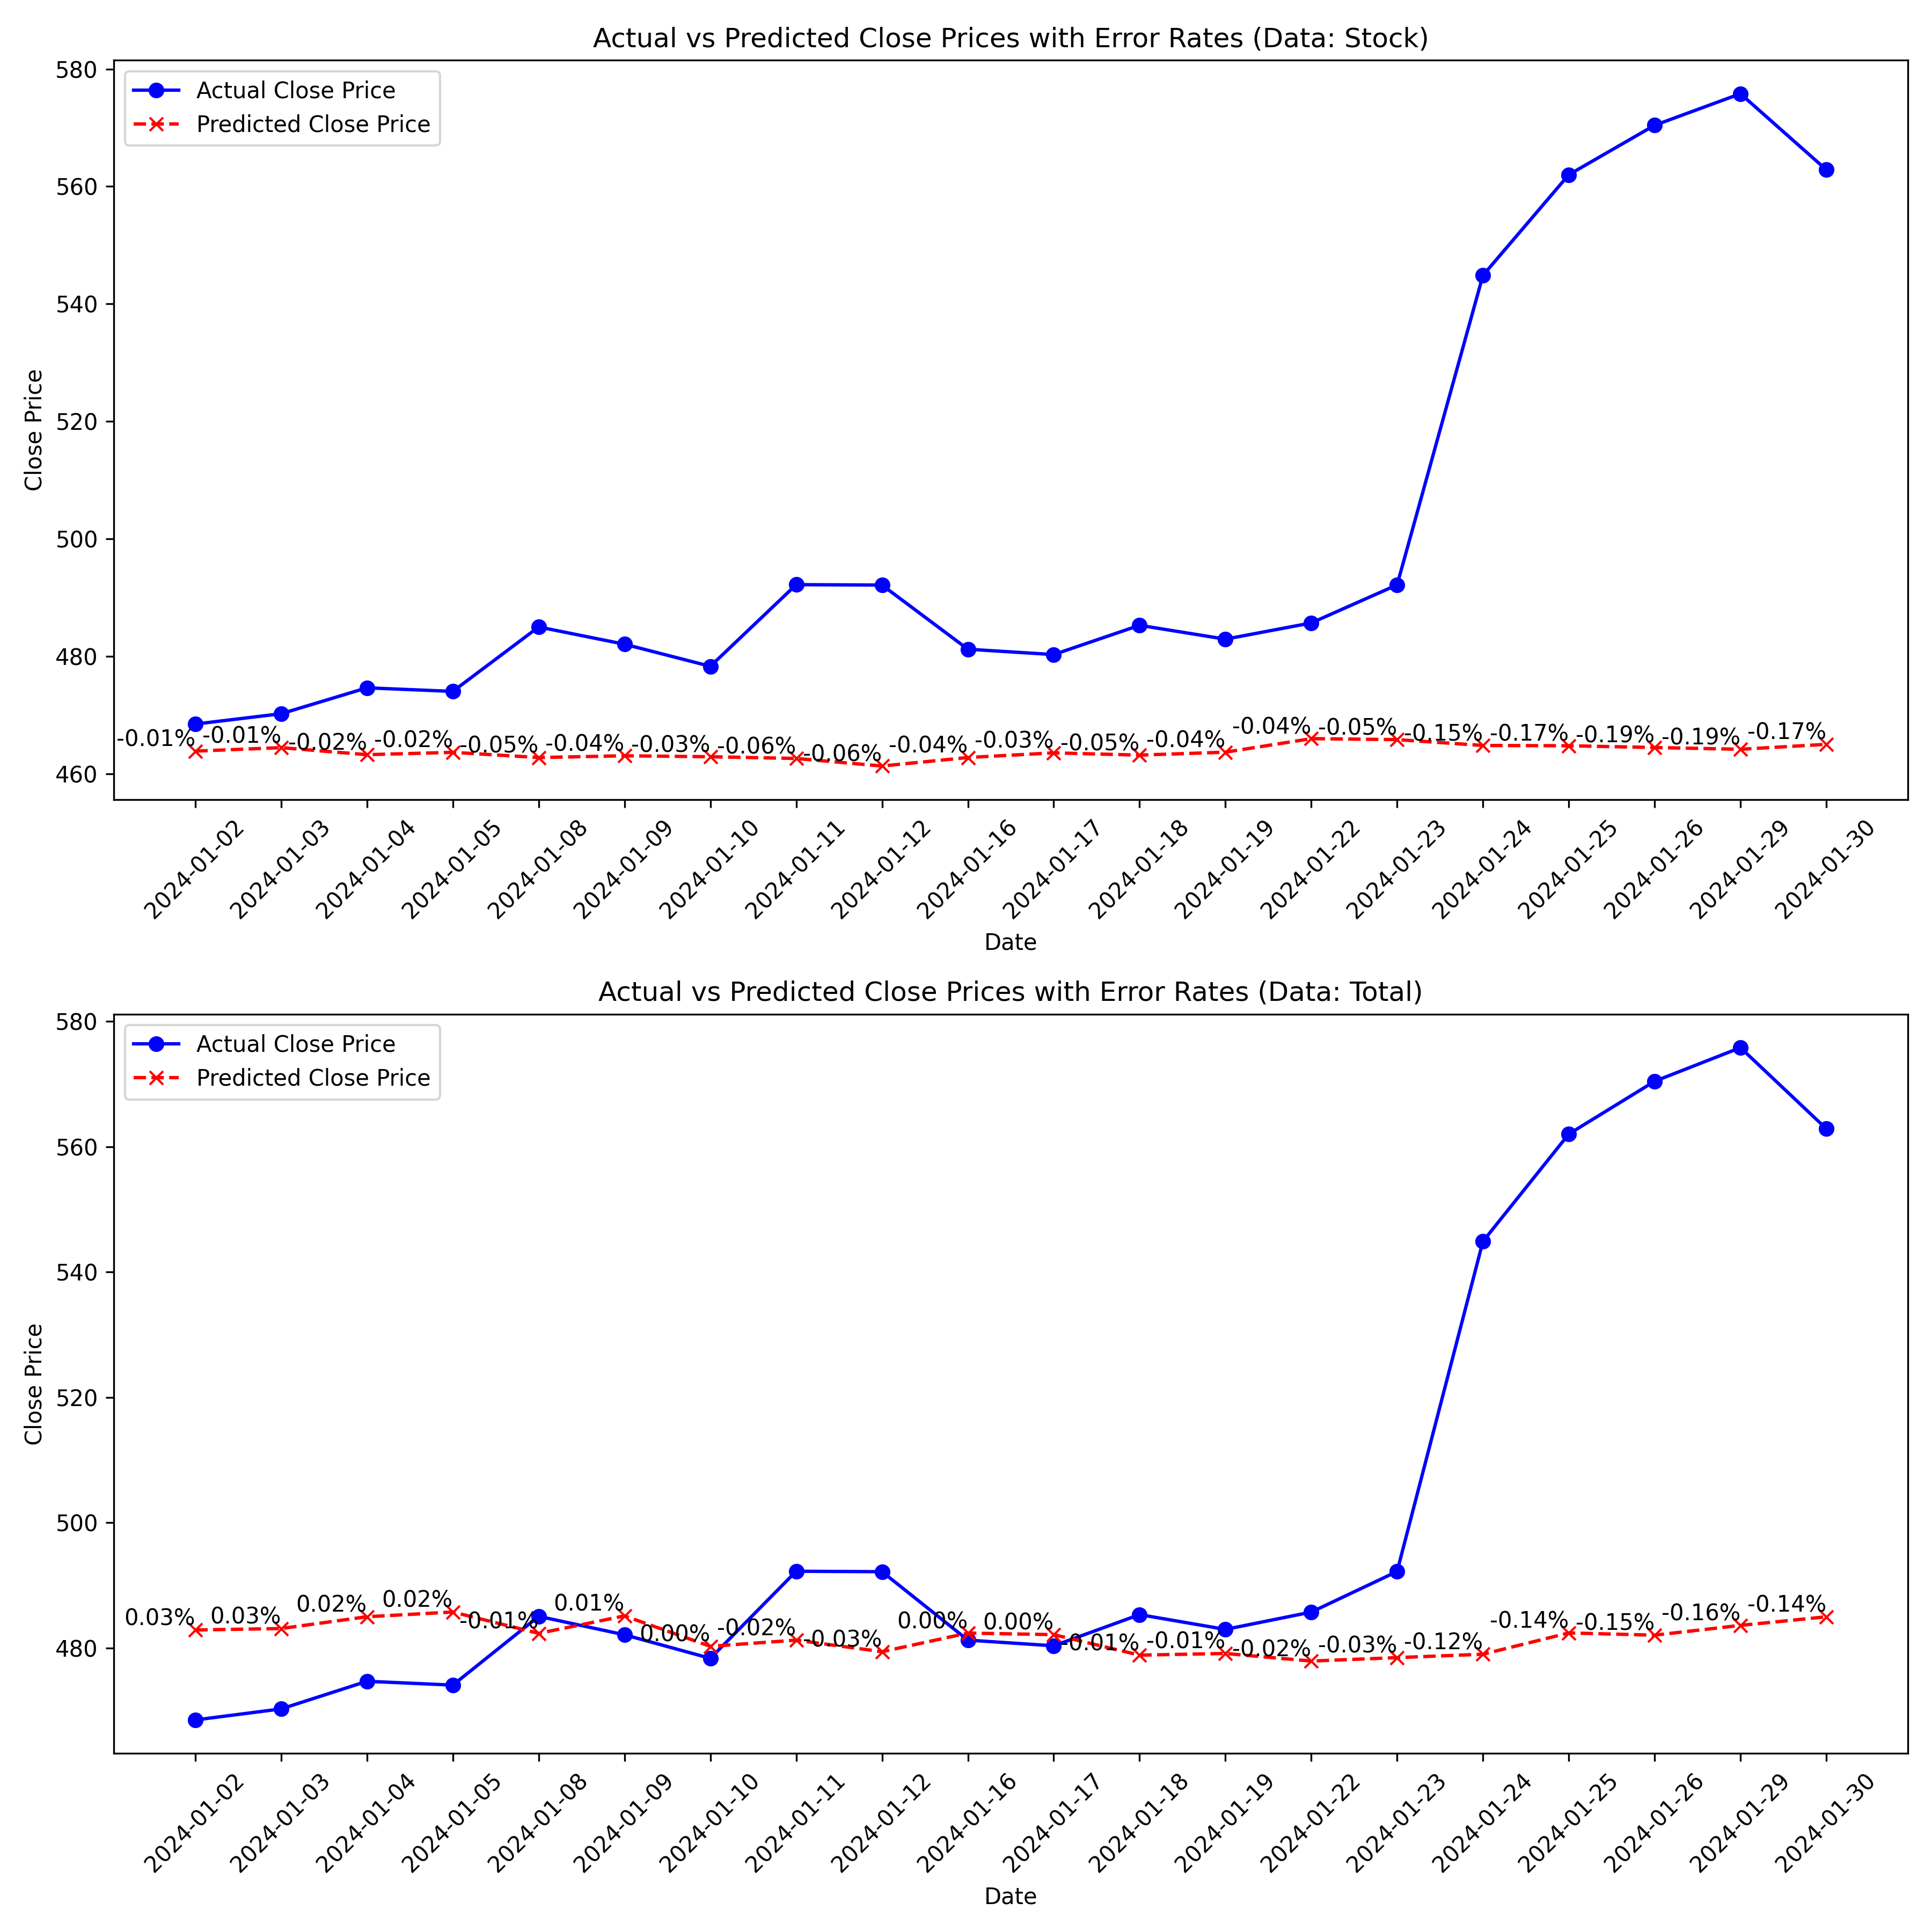 Actual vs Predicted Close Prices with Error Rates (Data: Stock)
Actual Close Price
Predicted Close Price
Close Price
580
560
540
520
500
480
460
-0.01% -0.01% -0.02% -0.02% -0.05% -0.04% -0.03% -0.06% -0.06% -0.04% -0.03% -0.05% -0.04% -0.04% -0.05% -0.15% -0.17% -0.19% -0.19% -0.17%
2024-01-02 2024-01-03 2024-01-04 2024-01-05 2024-01-08 2024-01-09 2024-01-10 2024-01-11 2024-01-12 2024-01-16 2024-01-17 2024-01-18 2024-01-19 2024-01-22 2024-01-23 2024-01-24 2024-01-25 2024-01-26 2024-01-29 2024-01-30
Date
Actual vs Predicted Close Prices with Error Rates (Data: Total)
Actual Close Price
Predicted Close Price
Close Price
580
560
540
520
500
480
0.03% 0.03% 0.02% 0.02% -0.01% 0.01% 0.00% -0.02% -0.03% 0.00% 0.00% -0.01% -0.01% -0.02% -0.03% -0.12% -0.14% -0.15% -0.16% -0.14%
2024-01-02 2024-01-03 2024-01-04 2024-01-05 2024-01-08 2024-01-09 2024-01-10 2024-01-11 2024-01-12 2024-01-16 2024-01-17 2024-01-18 2024-01-19 2024-01-22 2024-01-23 2024-01-24 2024-01-25 2024-01-26 2024-01-29 2024-01-30
Date